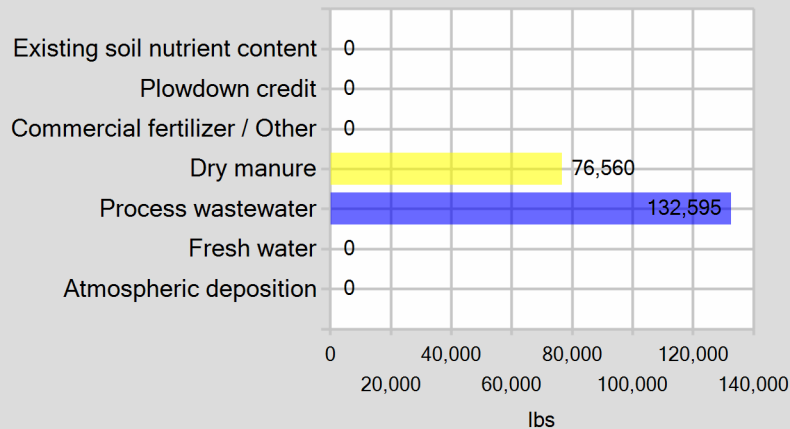 Existing soil nutrient content 0
Plowdown credit 0
Commercial fertilizer / Other 0
Dry manure 76,560
Process wastewater 132,595
Fresh water 0
Atmospheric deposition 0
0 40,000 80,000 120,000
20,000 60,000 100,000 140,000
lbs